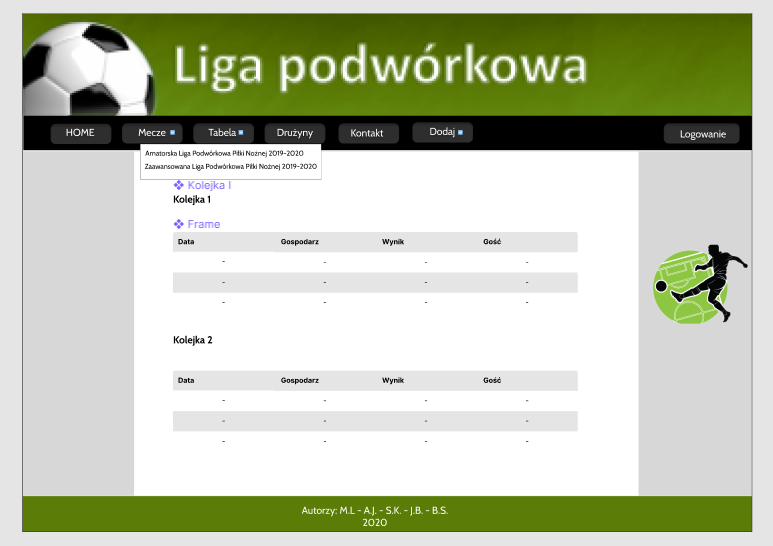 Liga podwórkowa
HOME Mecze Tabela Drużyny Kontakt Dodaj Logowanie
Amatorska Liga Podwórkowa Piłki Nożnej 2019-2020
Zaawansowana Liga Podwórkowa Piłki Nożnej 2019-2020
Kolejka 1
Kolejka 1
Frame
Data Gospodarz Wynik Gość
- - - -
- - - -
- - - -
Kolejka 2
Data Gospodarz Wynik Gość
- - - -
- - - -
- - - -
Autorzy: M.L - A.J. - S.K. - J.B. - B.S.
2020